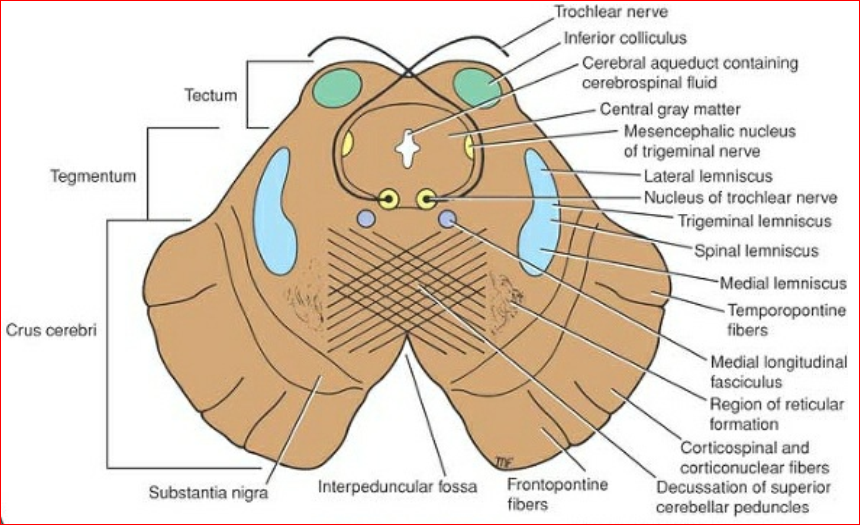 Trochlear nerve
Inferior colliculus
Cerebral aqueduct containing
cerebrospinal fluid
Tectum
Central gray matter
Mesencephalic nucleus
of trigeminal nerve
Tegmentum
Lateral lemniscus
Nucleus of trochlear nerve
Trigeminal lemniscus
Spinal lemniscus
Medial lemniscus
Temporopontine
fibers
Crus cerebri
Medial longitudinal
fasciculus
Region of reticular
formation
Corticospinal and
corticonuclear fibers
Decussation of superior
cerebellar peduncles
Substantia nigra
Interpeduncular fossa
Frontopontine
fibers